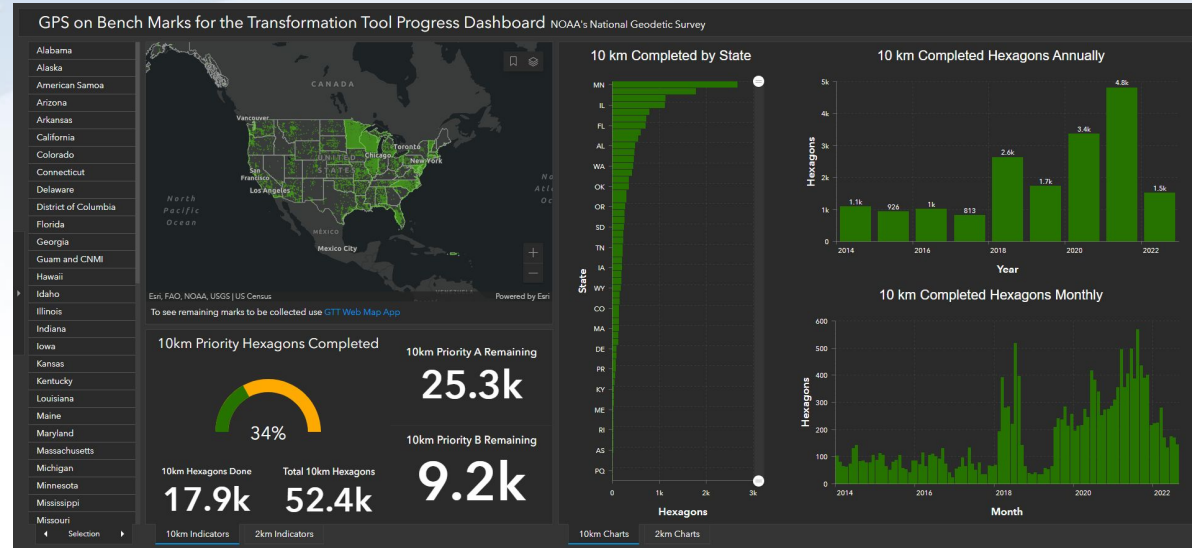 GPS on Bench Marks for the Transformation Tool Progress Dashboard NOAA's National Geodetic Survey
Alabama
Alaska
American Samoa
Arizona
Arkansas
California
Colorado
Connecticut
Delaware
District of Columbia
Florida
Georgia
Guam and CNMI
Hawaii
Idaho
Illinois
Indiana
Iowa
Kansas
Kentucky
Louisiana
Maine
Maryland
Massachusetts
Michigan
Minnesota
Mississippi
Missouri
Selection
CANADA
Vancouver
Toronto
UNITED
Chicago
New York
STATES
San
Francisco
Los Angeles
North
Pacific
Ocean
MÉXICO
Mexico City
Esri, FAO, NOAA, USGS | US Census
Powered by Esri
To see remaining marks to be collected use GTT Web Map App
10km Priority Hexagons Completed
34%
10km Hexagons Done
17.9k
Total 10km Hexagons
52.4k
10km Priority A Remaining
25.3k
10km Priority B Remaining
9.2k
10km Indicators
2km Indicators
10 km Completed by State
State
MN
IL
FL
AL
WA
OK
OR
SD
TN
IA
WY
CO
MA
DE
PR
KY
ME
RI
AS
PQ
0 1k 2k 3k
Hexagons
10km Charts
2km Charts
10 km Completed Hexagons Annually
Hexagons
5k
4k
3k
2k
1k
0
1.1k 926 1k 813 2.6k 1.7k 3.4k 4.8k 1.5k
2014 2016 2018 2020 2022
Year
10 km Completed Hexagons Monthly
Hexagons
600
500
400
300
200
100
0
2014 2016 2018 2020 2022
Month